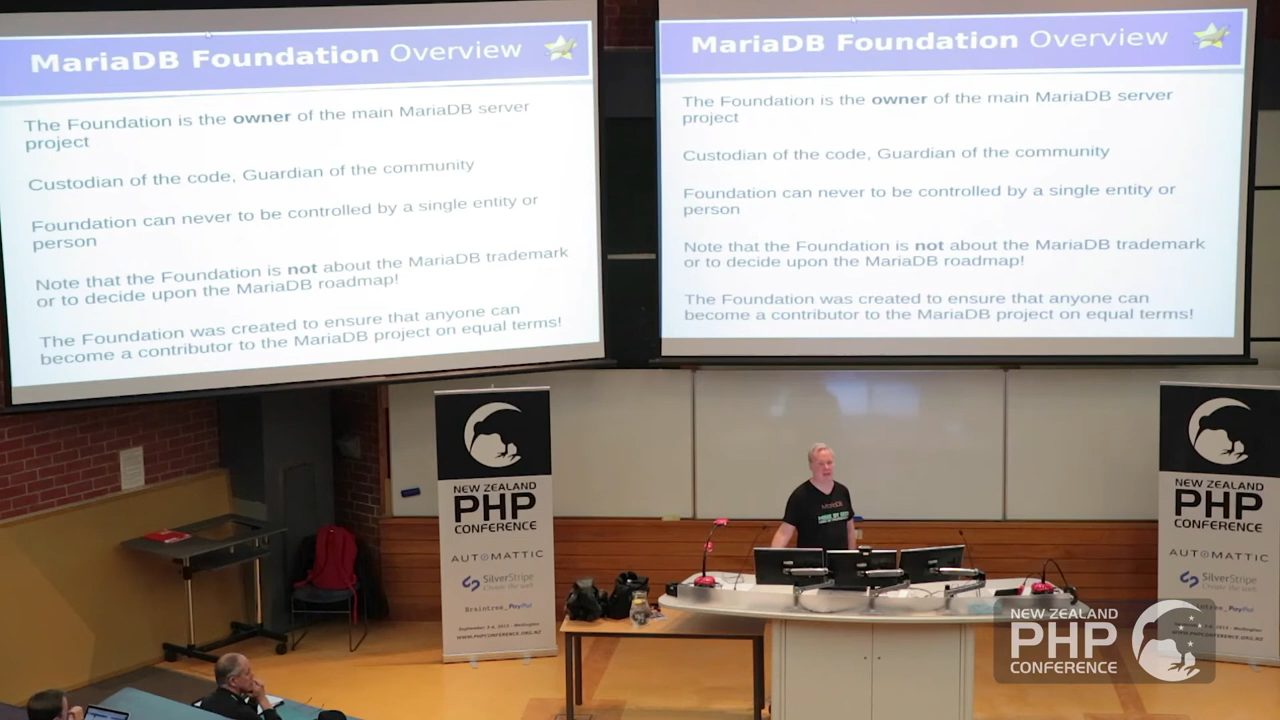 MariaDB Foundation Overview
The Foundation is the owner of the main MariaDB server
project
Custodian of the code, Guardian of the community
Foundation can never to be controlled by a single entity or
person
Note that the Foundation is not about the MariaDB trademark
or to decide upon the MariaDB roadmap!
The Foundation was created to ensure that anyone can
become a contributor to the MariaDB project on equal terms!
MariaDB Foundation Overview
The Foundation is the owner of the main MariaDB server
project
Custodian of the code, Guardian of the community
Foundation can never to be controlled by a single entity or
person
Note that the Foundation is not about the MariaDB trademark
or to decide upon the MariaDB roadmap!
The Foundation was created to ensure that anyone can
become a contributor to the MariaDB project on equal terms!
NEW ZEALAND
PHP
CONFERENCE
AUTOMATTIC
SilverStripe
Braintree_PayPal
WWW.PHPCONFERENCE.ORG.NZ
NEW ZEALAND
PHP
CONFERENCE
AUTOMATTIC
SilverStripe
PayPal
MariaDB
NEW ZEALAND
PHP
CONFERENCE